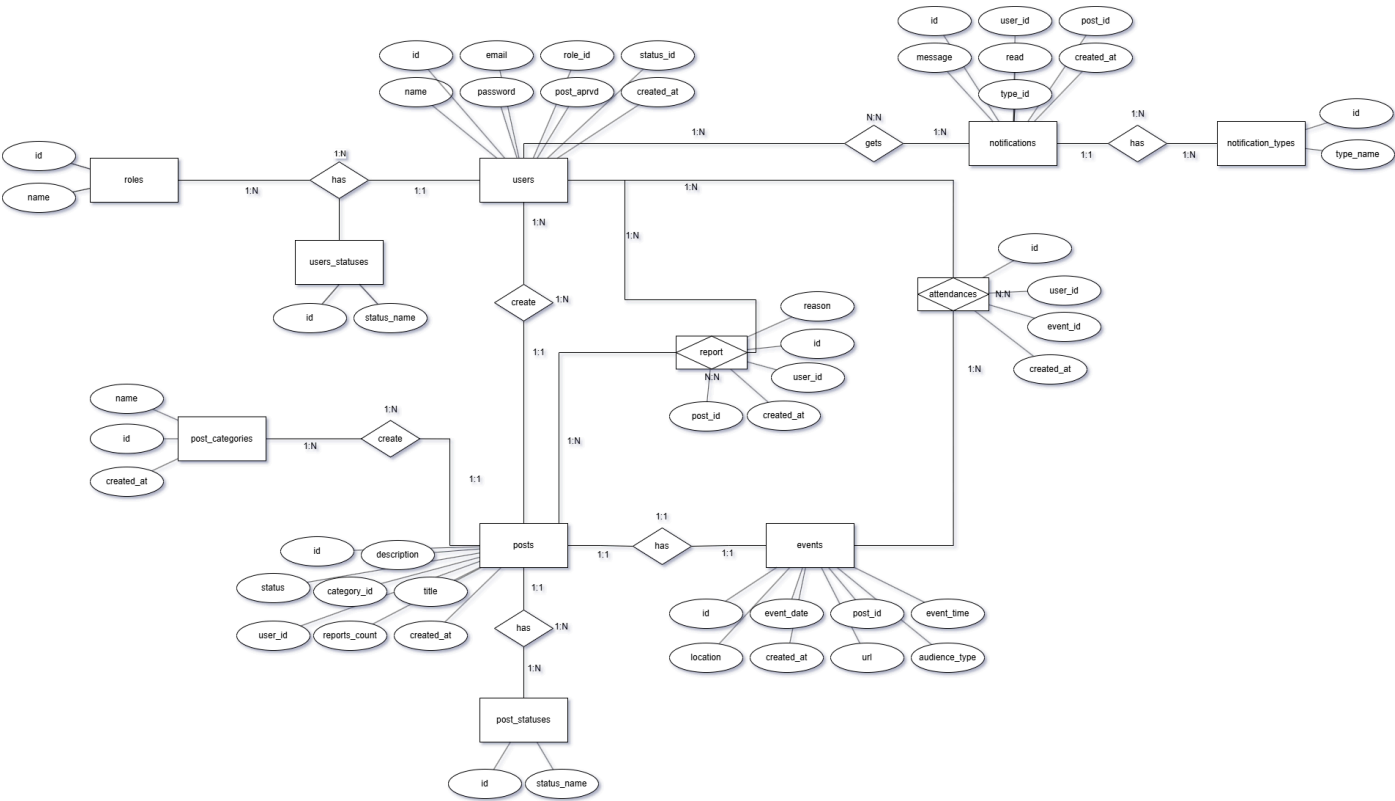 id
user_id
post_id
message
read
created_at
type_id
id
email
role_id
status_id
name
password
post_aprvd
created_at
N:N
1:N
gets
1:N
notifications
1:N
1:1
has
1:N
notification_types
id
type_name
id
name
roles
1:N
1:N
has
1:1
users
1:N
1:N
1:N
users_statuses
id
status_name
create
1:N
1:1
attendances
N:N
id
user_id
event_id
created_at
1:N
report
N:N
reason
id
user_id
created_at
post_id
1:N
name
id
created_at
post_categories
1:N
1:N
create
1:1
posts
id
description
status
category_id
title
user_id
reports_count
created_at
1:1
1:1
has
1:1
events
id
event_date
post_id
event_time
location
created_at
url
audience_type
1:1
has
1:N
1:N
post_statuses
id
status_name